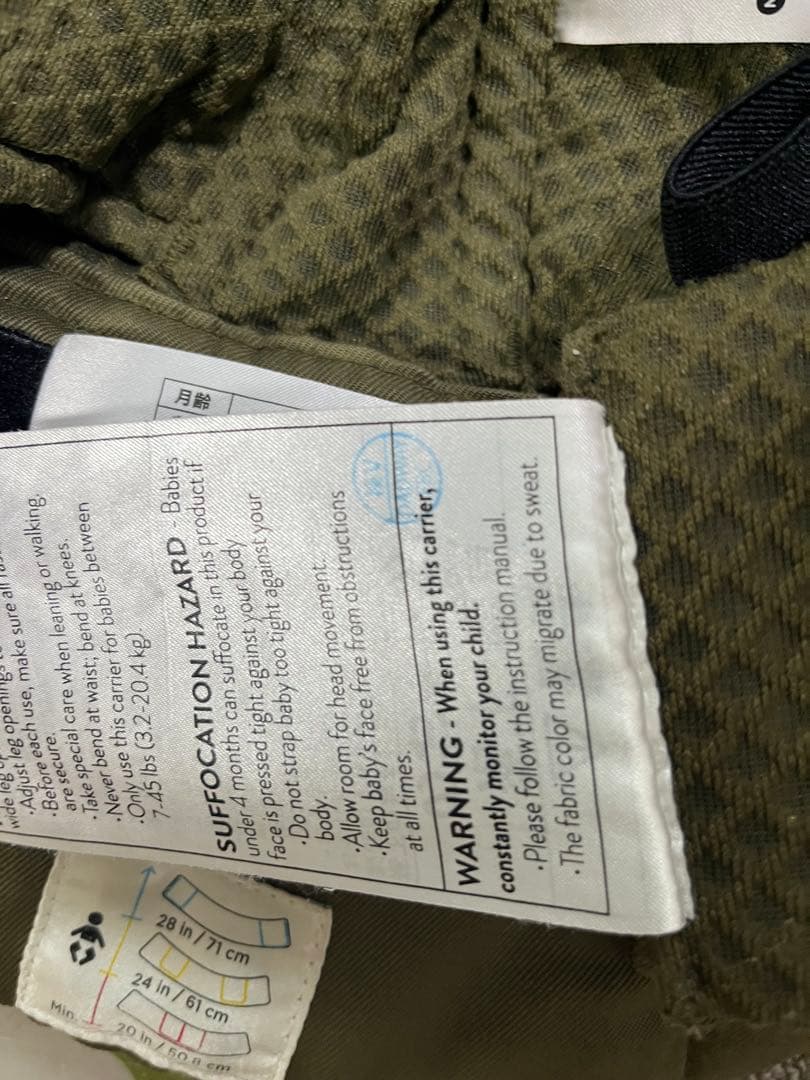 wide leg openings to
·Adjust leg openings
·Before each use, make sure all
are secure.
·Take special care when leaning or walking.
·Never bend at waist; bend at knees.
·Only use this carrier for babies between
7-45 lbs (3.2-20.4 kg)
SUFFOCATION HAZARD - Babies
under 4 months can suffocate in this product if
face is pressed tight against your body
·Do not strap baby too tight against your
body.
·Allow room for head movement.
·Keep baby's face free from obstructions
at all times.
WARNING - When using this carrier,
constantly monitor your child.
·Please follow the instruction manual.
·The fabric color may migrate due to sweat.
28 in / 71 cm
24 in / 61 cm
20 in / 50.8 cm
Min.
月齢